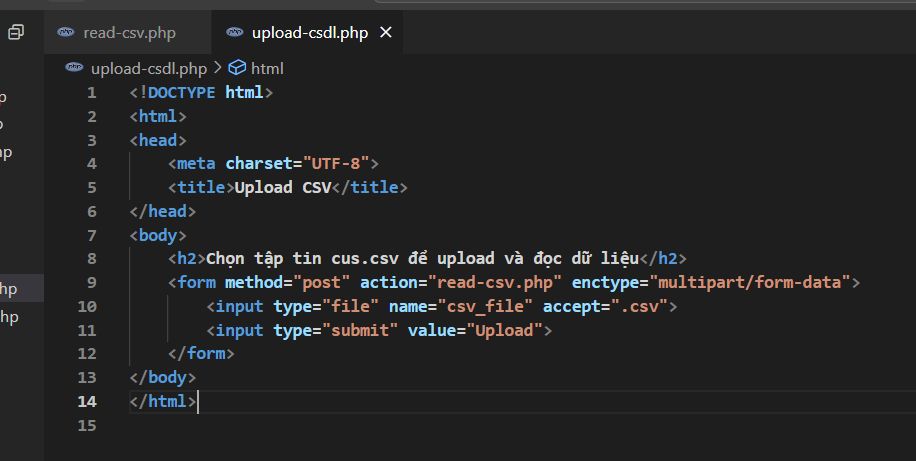 read-csv.php
upload-csdl.php
upload-csdl.php > html
1 <!DOCTYPE html>
2 <html>
3 <head>
4 <meta charset="UTF-8">
5 <title>Upload CSV</title>
6 </head>
7 <body>
8 <h2>Chọn tập tin cus.csv để upload và đọc dữ liệu</h2>
9 <form method="post" action="read-csv.php" enctype="multipart/form-data">
10 <input type="file" name="csv_file" accept=".csv">
11 <input type="submit" value="Upload">
12 </form>
13 </body>
14 </html>
15